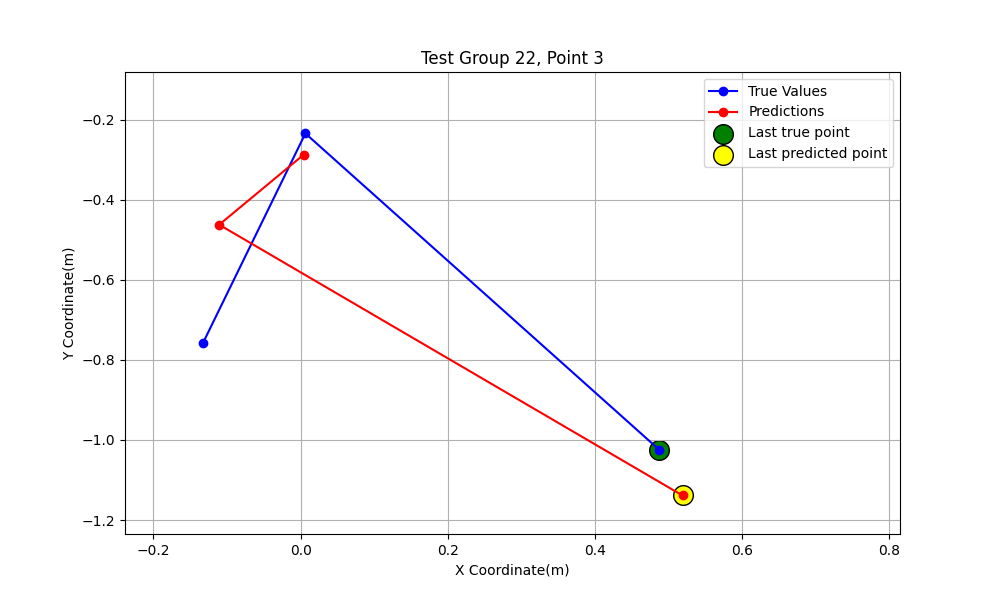 Test Group 22, Point 3
True Values
Predictions
Last true point
Last predicted point
Y Coordinate(m)
−0.2
−0.4
−0.6
−0.8
−1.0
−1.2
−0.2 0.0 0.2 0.4 0.6 0.8
X Coordinate(m)